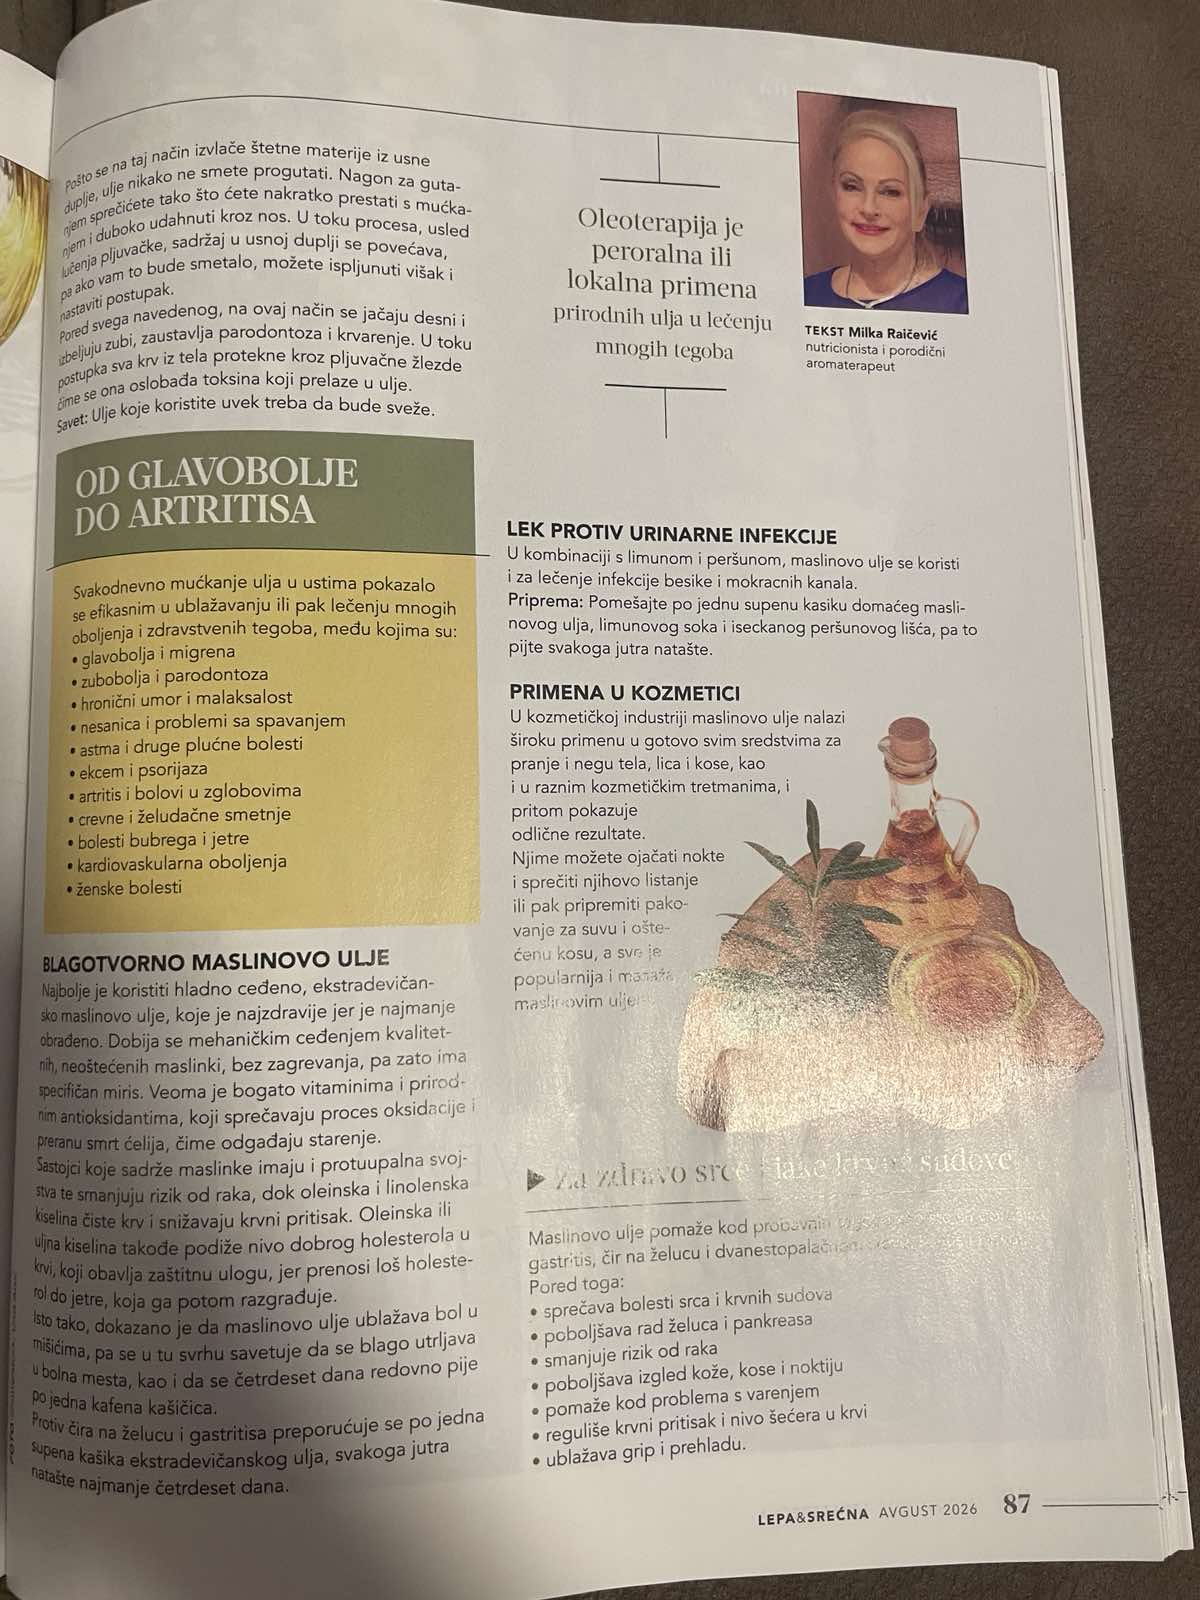 Pošto se na taj način izvlače štetne materije iz usne
duplje, ulje nikako ne smete progutati. Nagon za guta-
njem sprečićete tako što ćete nakratko prestati s mućka-
njem i duboko udahnuti kroz nos. U toku procesa, usled
lučenja pljuvačke, sadržaj u usnoj duplji se povećava,
pa ako vam to bude smetalo, možete ispljunuti višak i
nastaviti postupak.
Pored svega navedenog, na ovaj način se jačaju desni i
izbeljuju zubi, zaustavlja parodontoza i krvarenje. U toku
postupka sva krv iz tela protekne kroz pljuvačne žlezde
čime se ona oslobađa toksina koji prelaze u ulje.
Savet: Ulje koje koristite uvek treba da bude sveže.
OD GLAVOBOLJE
DO ARTRITISA
Svakodnevno mućkanje ulja u ustima pokazalo
se efikasnim u ublažavanju ili pak lečenju mnogih
oboljenja i zdravstvenih tegoba, među kojima su:
• glavobolja i migrena
• zubobolja i parodontoza
• hronični umor i malaksalost
• nesanica i problemi sa spavanjem
• astma i druge plućne bolesti
• ekcem i psorijaza
• artritis i bolovi u zglobovima
• crevne i želudačne smetnje
• bolesti bubrega i jetre
• kardiovaskularna oboljenja
• ženske bolesti
BLAGOTVORNO MASLINOVO ULJE
Najbolje je koristiti hladno ceđeno, ekstradevičan-
sko maslinovo ulje, koje je najzdravije jer je najmanje
obrađeno. Dobija se mehaničkim ceđenjem kvalitet-
nih, neoštećenih maslinki, bez zagrevanja, pa zato ima
specifičan miris. Veoma je bogato vitaminima i prirod-
nim antioksidantima, koji sprečavaju proces oksidacije i
preranu smrt ćelija, čime odgađaju starenje.
Sastojci koje sadrže maslinke imaju i protuupalna svoj-
stva te smanjuju rizik od raka, dok oleinska i linolenska
kiselina čiste krv i snižavaju krvni pritisak. Oleinska ili
uljna kiselina takođe podiže nivo dobrog holesterola u
krvi, koji obavlja zaštitnu ulogu, jer prenosi loš holeste-
rol do jetre, koja ga potom razgrađuje.
Isto tako, dokazano je da maslinovo ulje ublažava bol u
mišićima, pa se u tu svrhu savetuje da se blago utrljava
u bolna mesta, kao i da se četrdeset dana redovno pije
po jedna kafena kašičica.
Protiv čira na želucu i gastritisa preporučuje se po jedna
supena kašika ekstradevičanskog ulja, svakoga jutra
natašte najmanje četrdeset dana.
Oleoterapija je
peroralna ili
lokalna primena
prirodnih ulja u lečenju
mnogih tegoba
TEKST Milka Raičević
nutricionista i porodični
aromaterapeut
LEK PROTIV URINARNE INFEKCIJE
U kombinaciji s limunom i peršunom, maslinovo ulje se koristi
i za lečenje infekcije besike i mokracnih kanala.
Priprema: Pomešajte po jednu supenu kasiku domaćeg masli-
novog ulja, limunovog soka i iseckanog peršunovog lišća, pa to
pijte svakoga jutra natašte.
PRIMENA U KOZMETICI
U kozmetičkoj industriji maslinovo ulje nalazi
široku primenu u gotovo svim sredstvima za
pranje i negu tela, lica i kose, kao
i u raznim kozmetičkim tretmanima, i
pritom pokazuje
odlične rezultate.
Njime možete ojačati nokte
i sprečiti njihovo listanje
ili pak pripremiti pako-
vanje za suvu i ošte-
ćenu kosu, a sve je
popularnija i masaža
maslinovim uljem
Za zdravo srce i jake krvne sudove
Maslinovo ulje pomaže kod
gastritis, čir na želucu i
Pored toga:
• sprečava bolesti srca i krvnih sudova
• poboljšava rad želuca i pankreasa
• smanjuje rizik od raka
• poboljšava izgled kože, kose i noktiju
• pomaže kod problema s varenjem
• reguliše krvni pritisak i nivo šećera u krvi
• ublažava grip i prehladu.
LEPA&SREĆNA AVGUST 2026 87